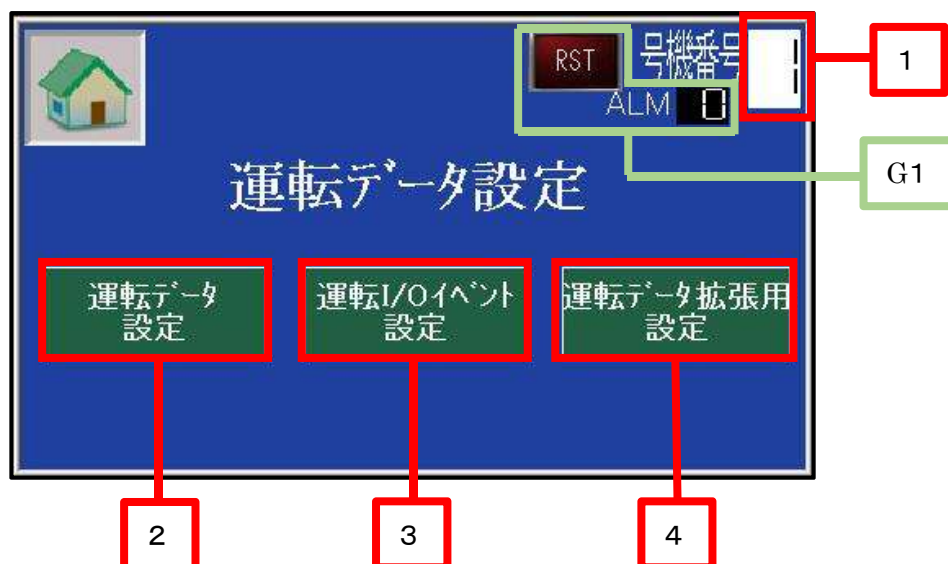 RST 号機番号 1
ALM 0
1
G1
運転ﾃﾞｰﾀ設定
運転ﾃﾞｰﾀ
設定
運転I/Oｲﾍﾞﾝﾄ
設定
運転ﾃﾞｰﾀ拡張用
設定
2
3
4